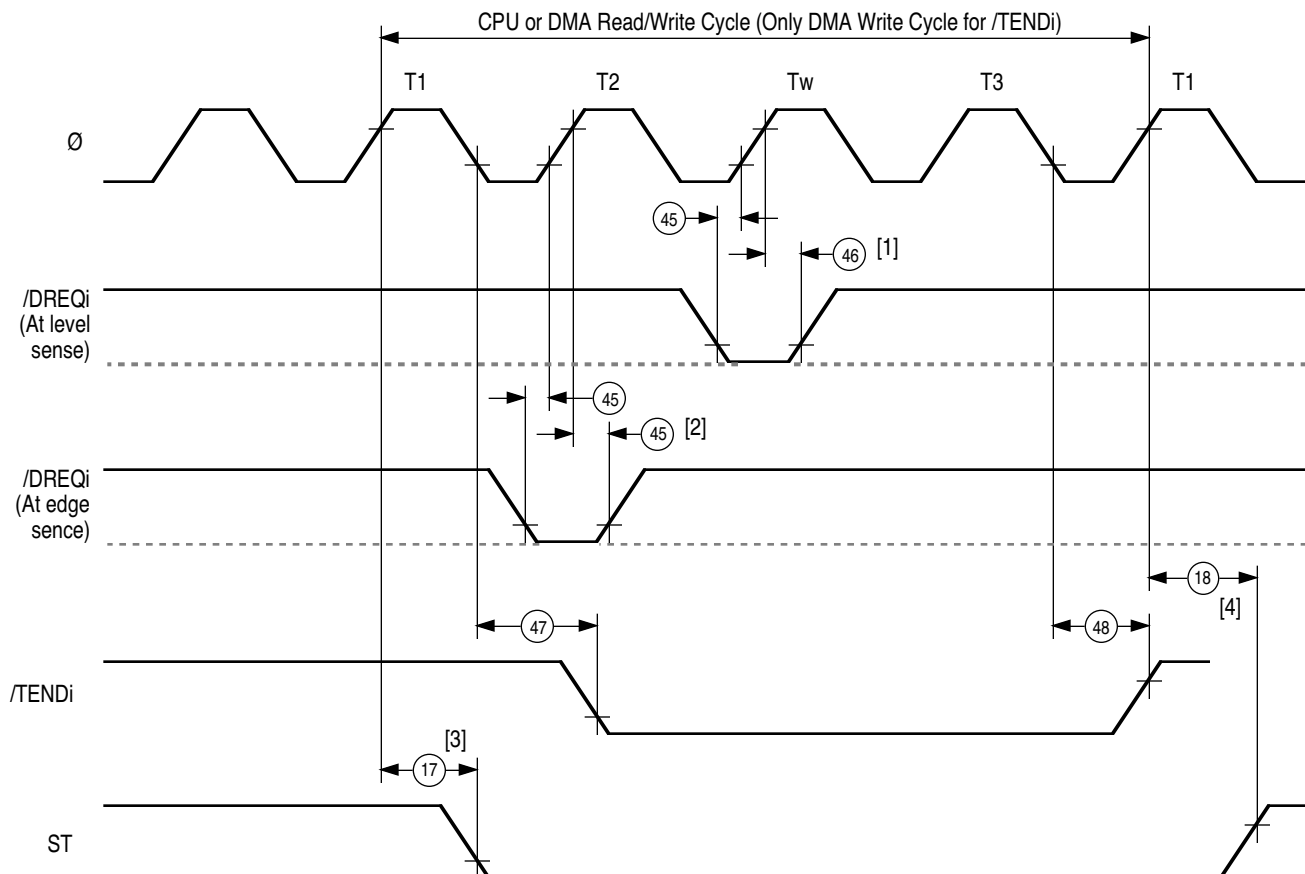 CPU or DMA Read/Write Cycle (Only DMA Write Cycle for /TENDi)
T1 T2 Tw T3 T1
Ø
45
46 [1]
/DREQi
(At level
sense)
45
45 [2]
/DREQi
(At edge
sence)
18
[4]
47
48
/TENDi
[3]
17
ST